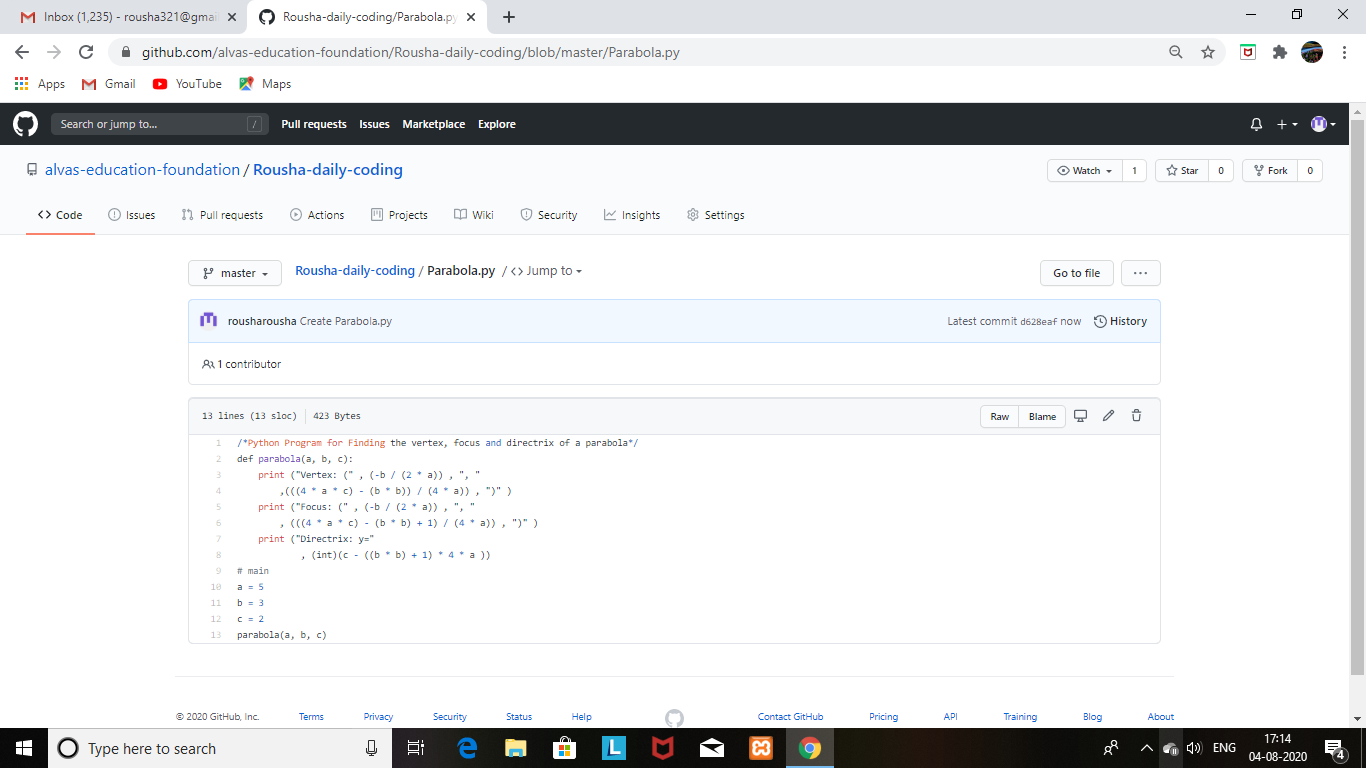 Inbox (1,235) - rousha321@gmai
Rousha-daily-coding/Parabola.py
github.com/alvas-education-foundation/Rousha-daily-coding/blob/master/Parabola.py
Apps Gmail YouTube Maps
Search or jump to... /
Pull requests Issues Marketplace Explore
alvas-education-foundation / Rousha-daily-coding
Watch 1 Star 0 Fork 0
Code Issues Pull requests Actions Projects Wiki Security Insights Settings
master Rousha-daily-coding / Parabola.py / <> Jump to Go to file ...
rousharousha Create Parabola.py Latest commit d628eaf now History
1 contributor
13 lines (13 sloc) 423 Bytes Raw Blame
1 /*Python Program for Finding the vertex, focus and directrix of a parabola*/
2 def parabola(a, b, c):
3     print ("Vertex: (" , (-b / (2 * a)) , ", "
4         ,(((4 * a * c) - (b * b)) / (4 * a)) , ")" )
5     print ("Focus: (" , (-b / (2 * a)) , ", "
6         , (((4 * a * c) - (b * b) + 1) / (4 * a)) , ")" )
7     print ("Directrix: y="
8             , (int)(c - ((b * b) + 1) * 4 * a ))
9 # main
10 a = 5
11 b = 3
12 c = 2
13 parabola(a, b, c)
© 2020 GitHub, Inc. Terms Privacy Security Status Help Contact GitHub Pricing API Training Blog About
Type here to search
L
ENG
17:14
04-08-2020
4